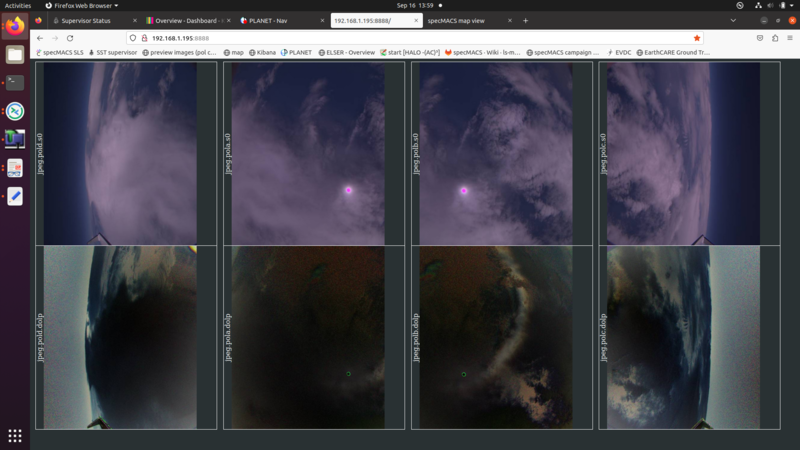 Activities
Firefox Web Browser
Sep 16 13:59
Supervisor Status
Overview - Dashboard -
PLANET - Nav
192.168.1.195:8888/
specMACS map view
192.168.1.195:8888
specMACS SLS
SST supervisor
preview images (pol c...
map
Kibana
PLANET
ELSER - Overview
start [HALO -(AC)³]
specMACS - Wiki · ls-m...
specMACS campaign ...
EVDC
EarthCARE Ground Tr...
jpeg.pold.s0
jpeg.pola.s0
jpeg.polb.s0
jpeg.polc.s0
jpeg.pold.dolp
jpeg.pola.dolp
jpeg.polb.dolp
jpeg.polc.dolp